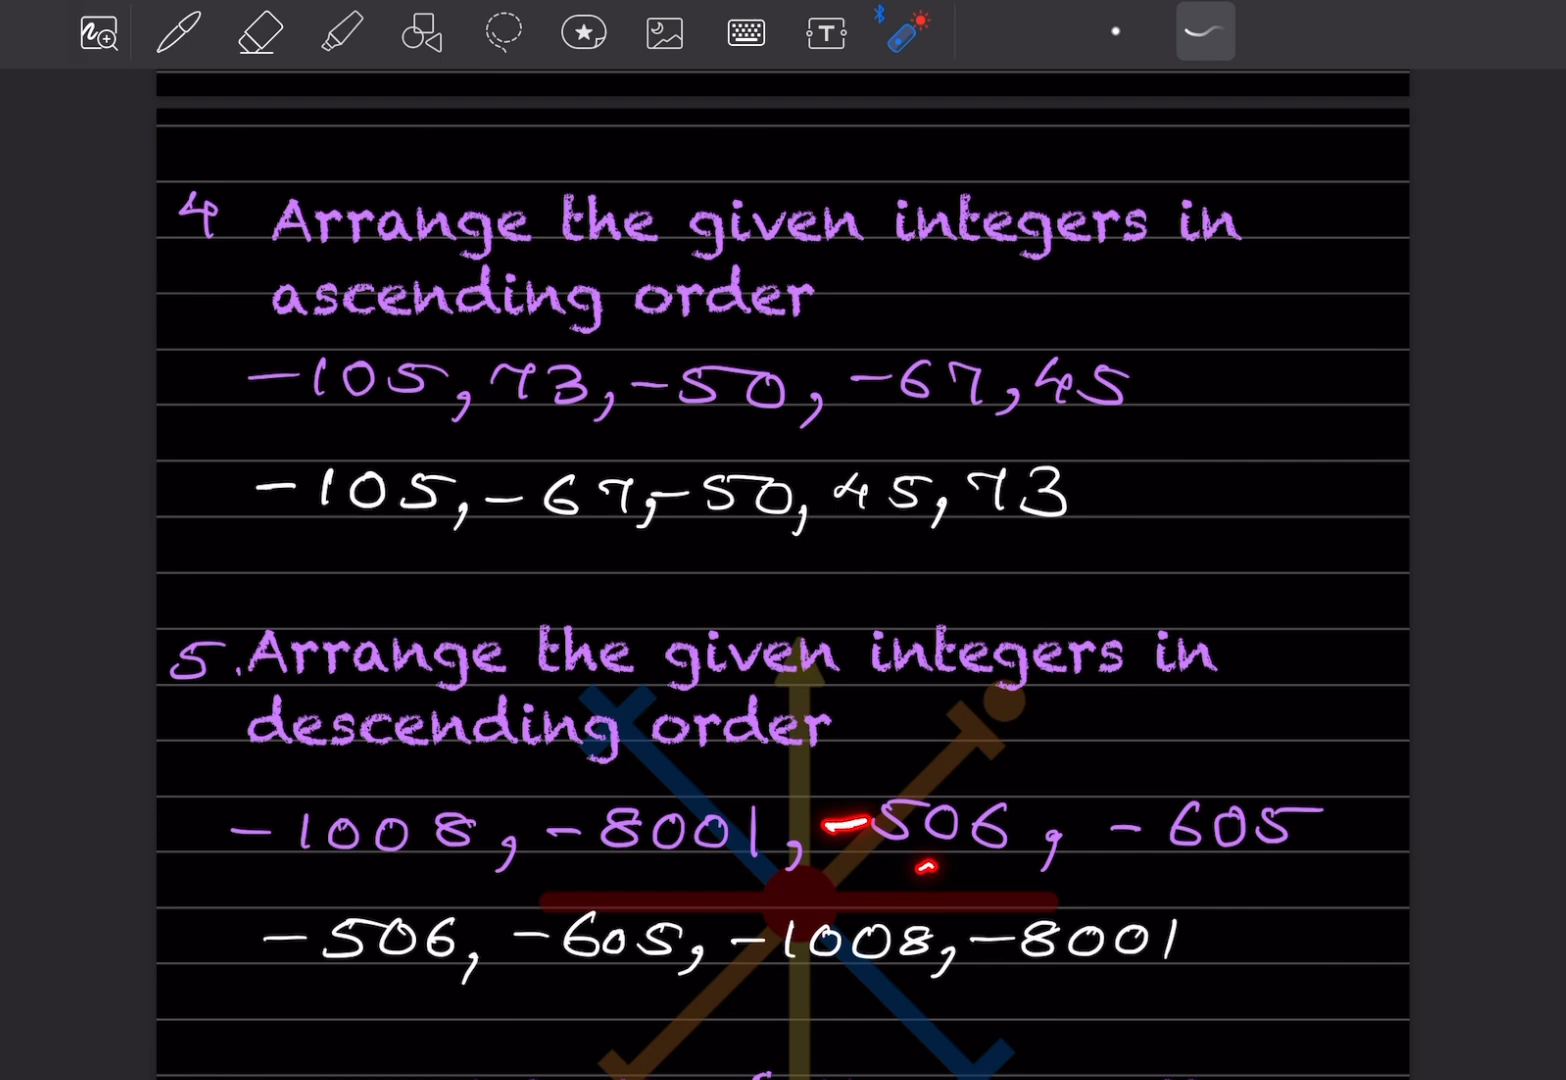 4 Arrange the given integers in
ascending order
-105, 73, -50, -67, 45
-105, -67, -50, 45, 73
5. Arrange the given integers in
descending order
-1008, -8001, -506, -605
-506, -605, -1008, -8001